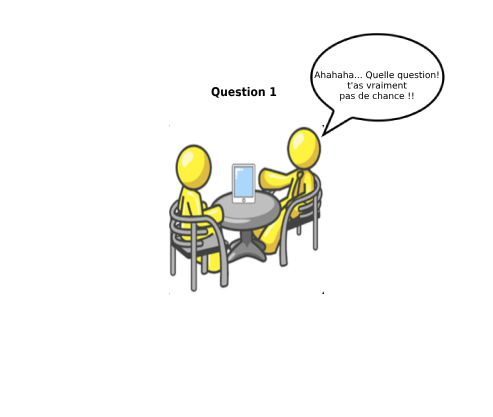 Ahahaha... Quelle question!
t'as vraiment
pas de chance !!
Question 1